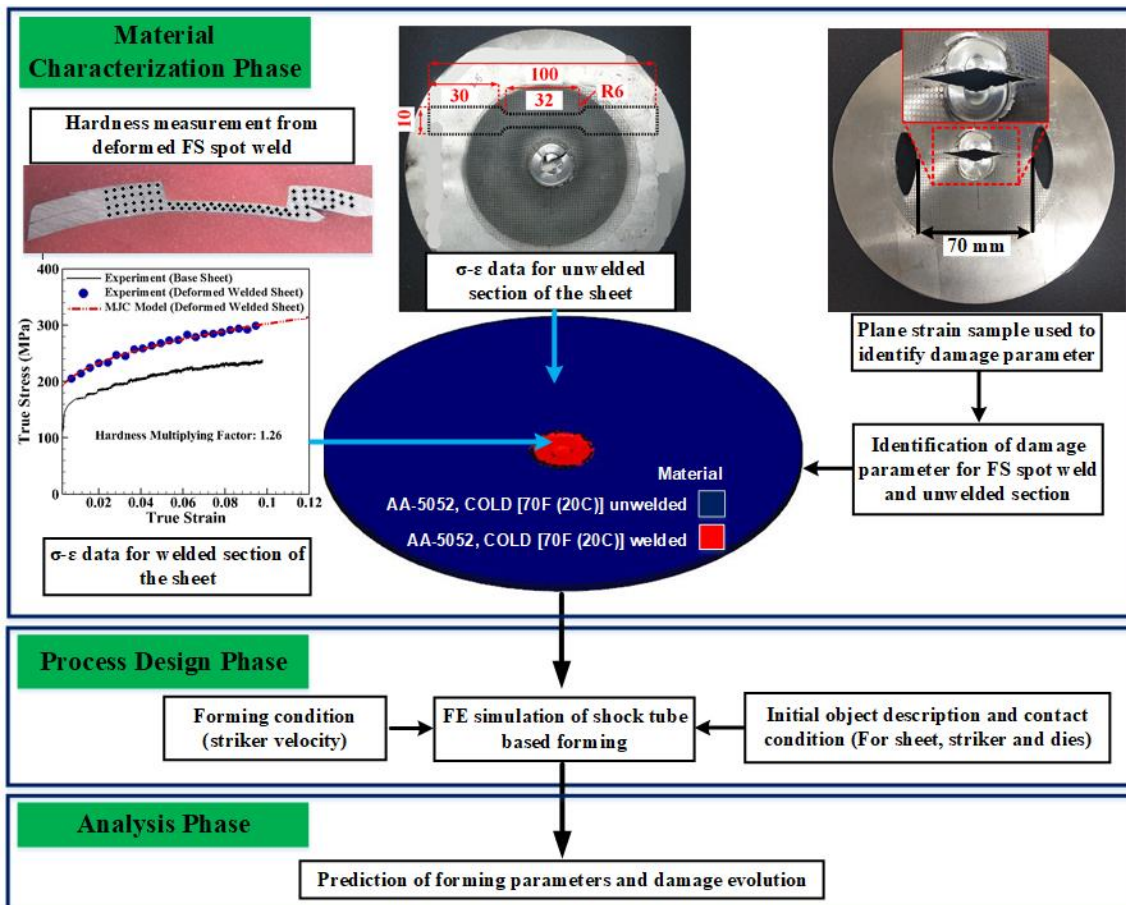 Material
Characterization Phase
Hardness measurement from
deformed FS spot weld
100
30
32
R6
10
σ-ε data for unwelded
section of the sheet
70 mm
Plane strain sample used to
identify damage parameter
Identification of damage
parameter for FS spot weld
and unwelded section
400
300
200
100
0
True Stress (MPa)
Experiment (Base Sheet)
Experiment (Deformed Welded Sheet)
MJC Model (Deformed Welded Sheet)
Hardness Multiplying Factor: 1.26
0.02 0.04 0.06 0.08 0.1 0.12
True Strain
σ-ε data for welded section of
the sheet
Material
AA-5052, COLD [70F (20C)] unwelded
AA-5052, COLD [70F (20C)] welded
Process Design Phase
Forming condition
(striker velocity)
FE simulation of shock tube
based forming
Initial object description and contact
condition (For sheet, striker and dies)
Analysis Phase
Prediction of forming parameters and damage evolution